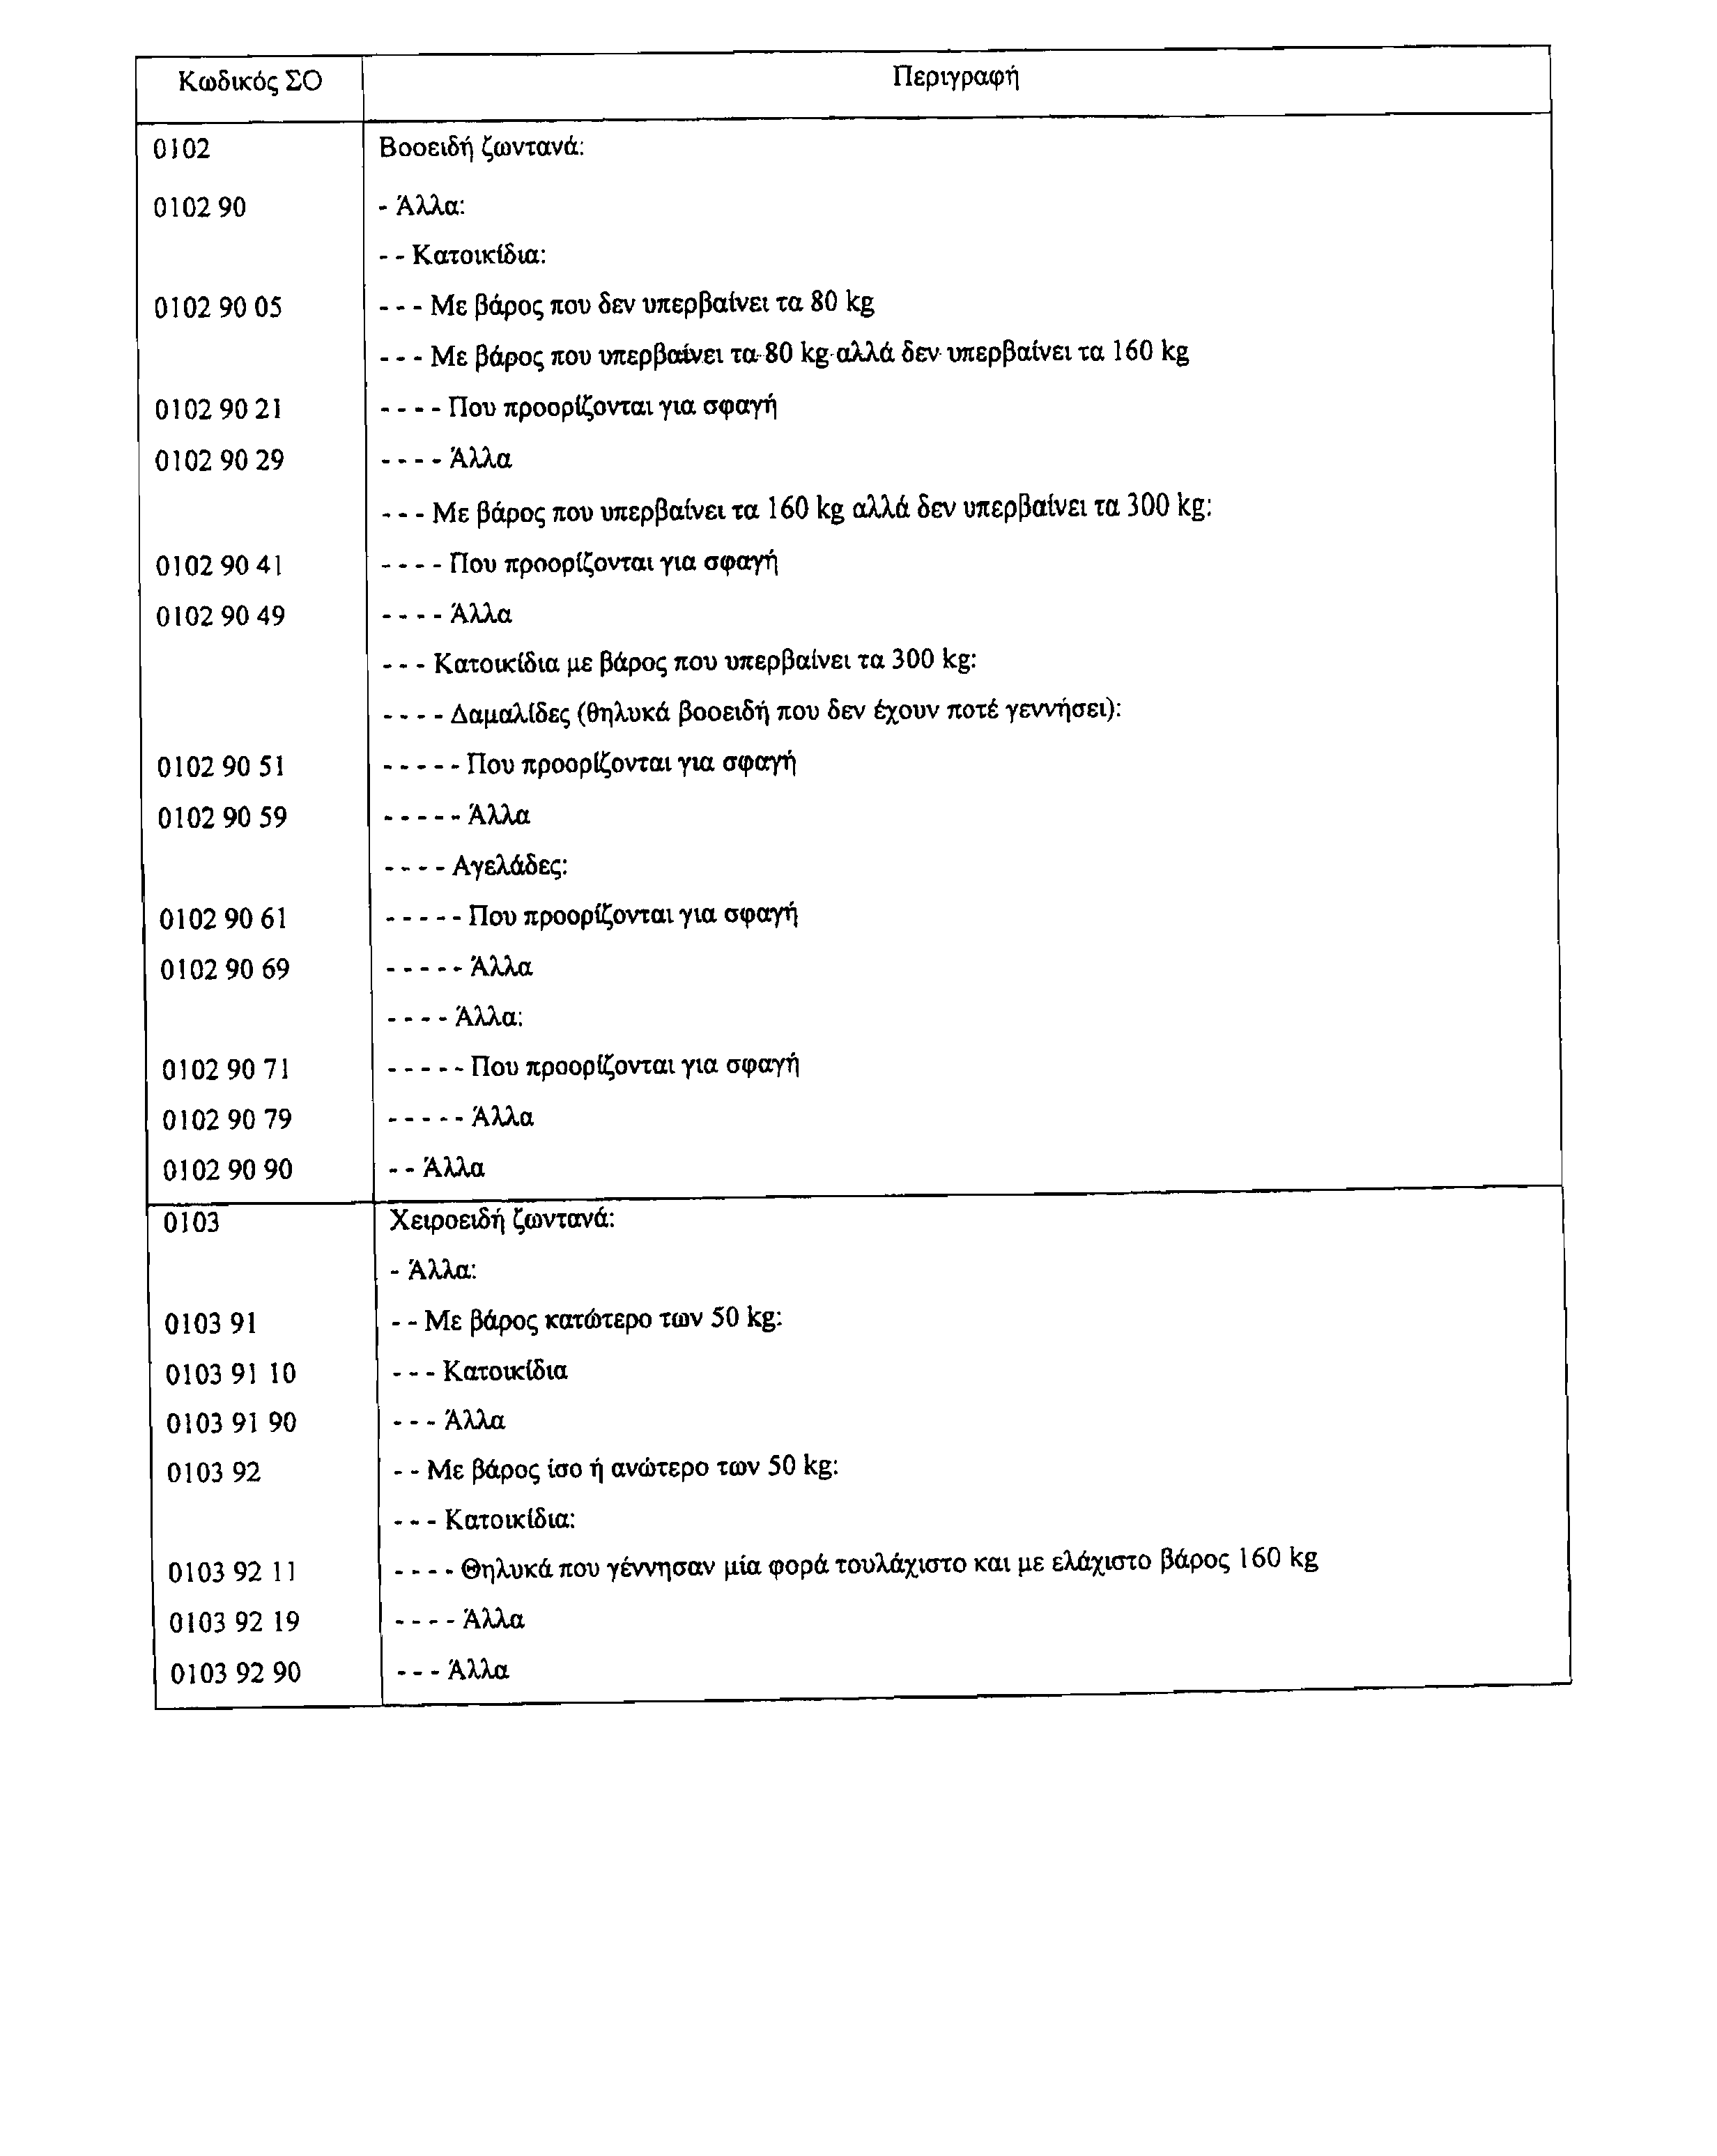 Κωδικός ΣΟ Περιγραφή
0102 Βοοειδή ζωντανά:
0102 90 - Άλλα:
- - Κατοικίδια:
0102 90 05 - - - Με βάρος που δεν υπερβαίνει τα 80 kg
- - - Με βάρος που υπερβαίνει τα 80 kg αλλά δεν υπερβαίνει τα 160 kg
0102 90 21 - - - - Που προορίζονται για σφαγή
0102 90 29 - - - - Άλλα
- - - Με βάρος που υπερβαίνει τα 160 kg αλλά δεν υπερβαίνει τα 300 kg:
0102 90 41 - - - - Που προορίζονται για σφαγή
0102 90 49 - - - - Άλλα
- - - Κατοικίδια με βάρος που υπερβαίνει τα 300 kg:
- - - - Δαμαλίδες (θηλυκά βοοειδή που δεν έχουν ποτέ γεννήσει):
0102 90 51 - - - - - Που προορίζονται για σφαγή
0102 90 59 - - - - - Άλλα
- - - - Αγελάδες:
0102 90 61 - - - - - Που προορίζονται για σφαγή
0102 90 69 - - - - - Άλλα
- - - - Άλλα:
0102 90 71 - - - - - Που προορίζονται για σφαγή
0102 90 79 - - - - - Άλλα
0102 90 90 - - Άλλα
0103 Χειροειδή ζωντανά:
- Άλλα:
0103 91 - - Με βάρος κατώτερο των 50 kg:
0103 91 10 - - - Κατοικίδια
0103 91 90 - - - Άλλα
0103 92 - - Με βάρος ίσο ή ανώτερο των 50 kg:
- - - Κατοικίδια:
0103 92 11 - - - - Θηλυκά που γέννησαν μία φορά τουλάχιστο και με ελάχιστο βάρος 160 kg
0103 92 19 - - - - Άλλα
0103 92 90 - - - Άλλα